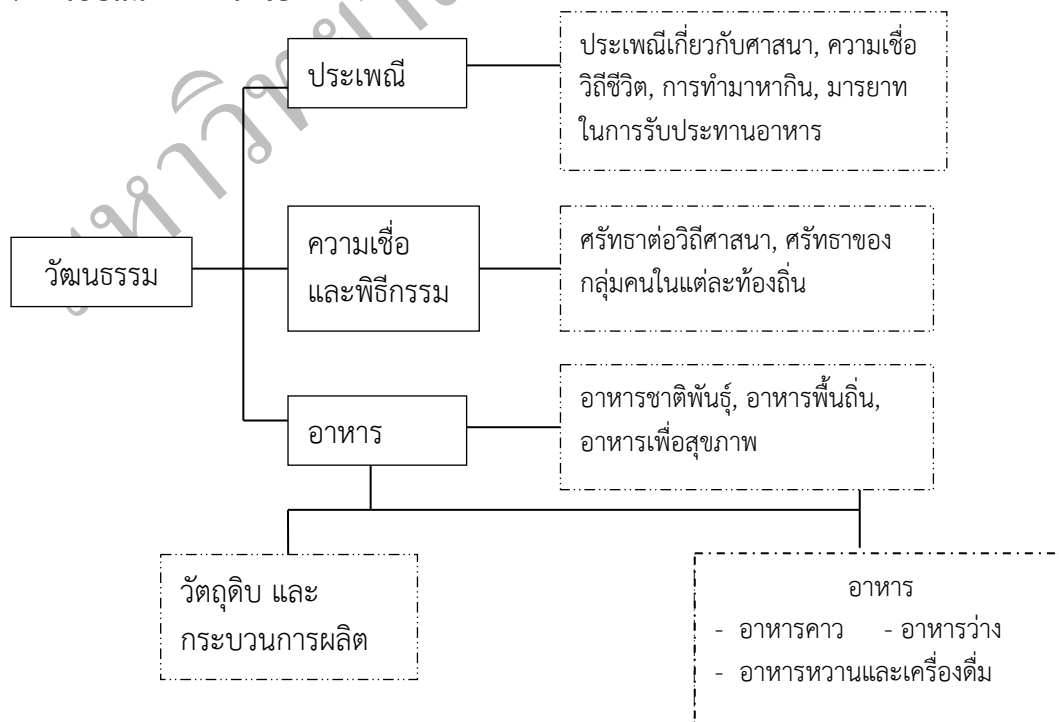 ประเพณี
ประเพณีเกี่ยวกับศาสนา, ความเชื่อ
วิถีชีวิต, การทำมาหากิน, มารยาท
ในการรับประทานอาหาร
วัฒนธรรม
ความเชื่อ
และพิธีกรรม
ศรัทธาต่อวิถีศาสนา, ศรัทธาของ
กลุ่มคนในแต่ละท้องถิ่น
อาหาร
อาหารชาติพันธุ์, อาหารพื้นถิ่น,
อาหารเพื่อสุขภาพ
วัตถุดิบ และ
กระบวนการผลิต
อาหาร
- อาหารคาว - อาหารว่าง
- อาหารหวานและเครื่องดื่ม